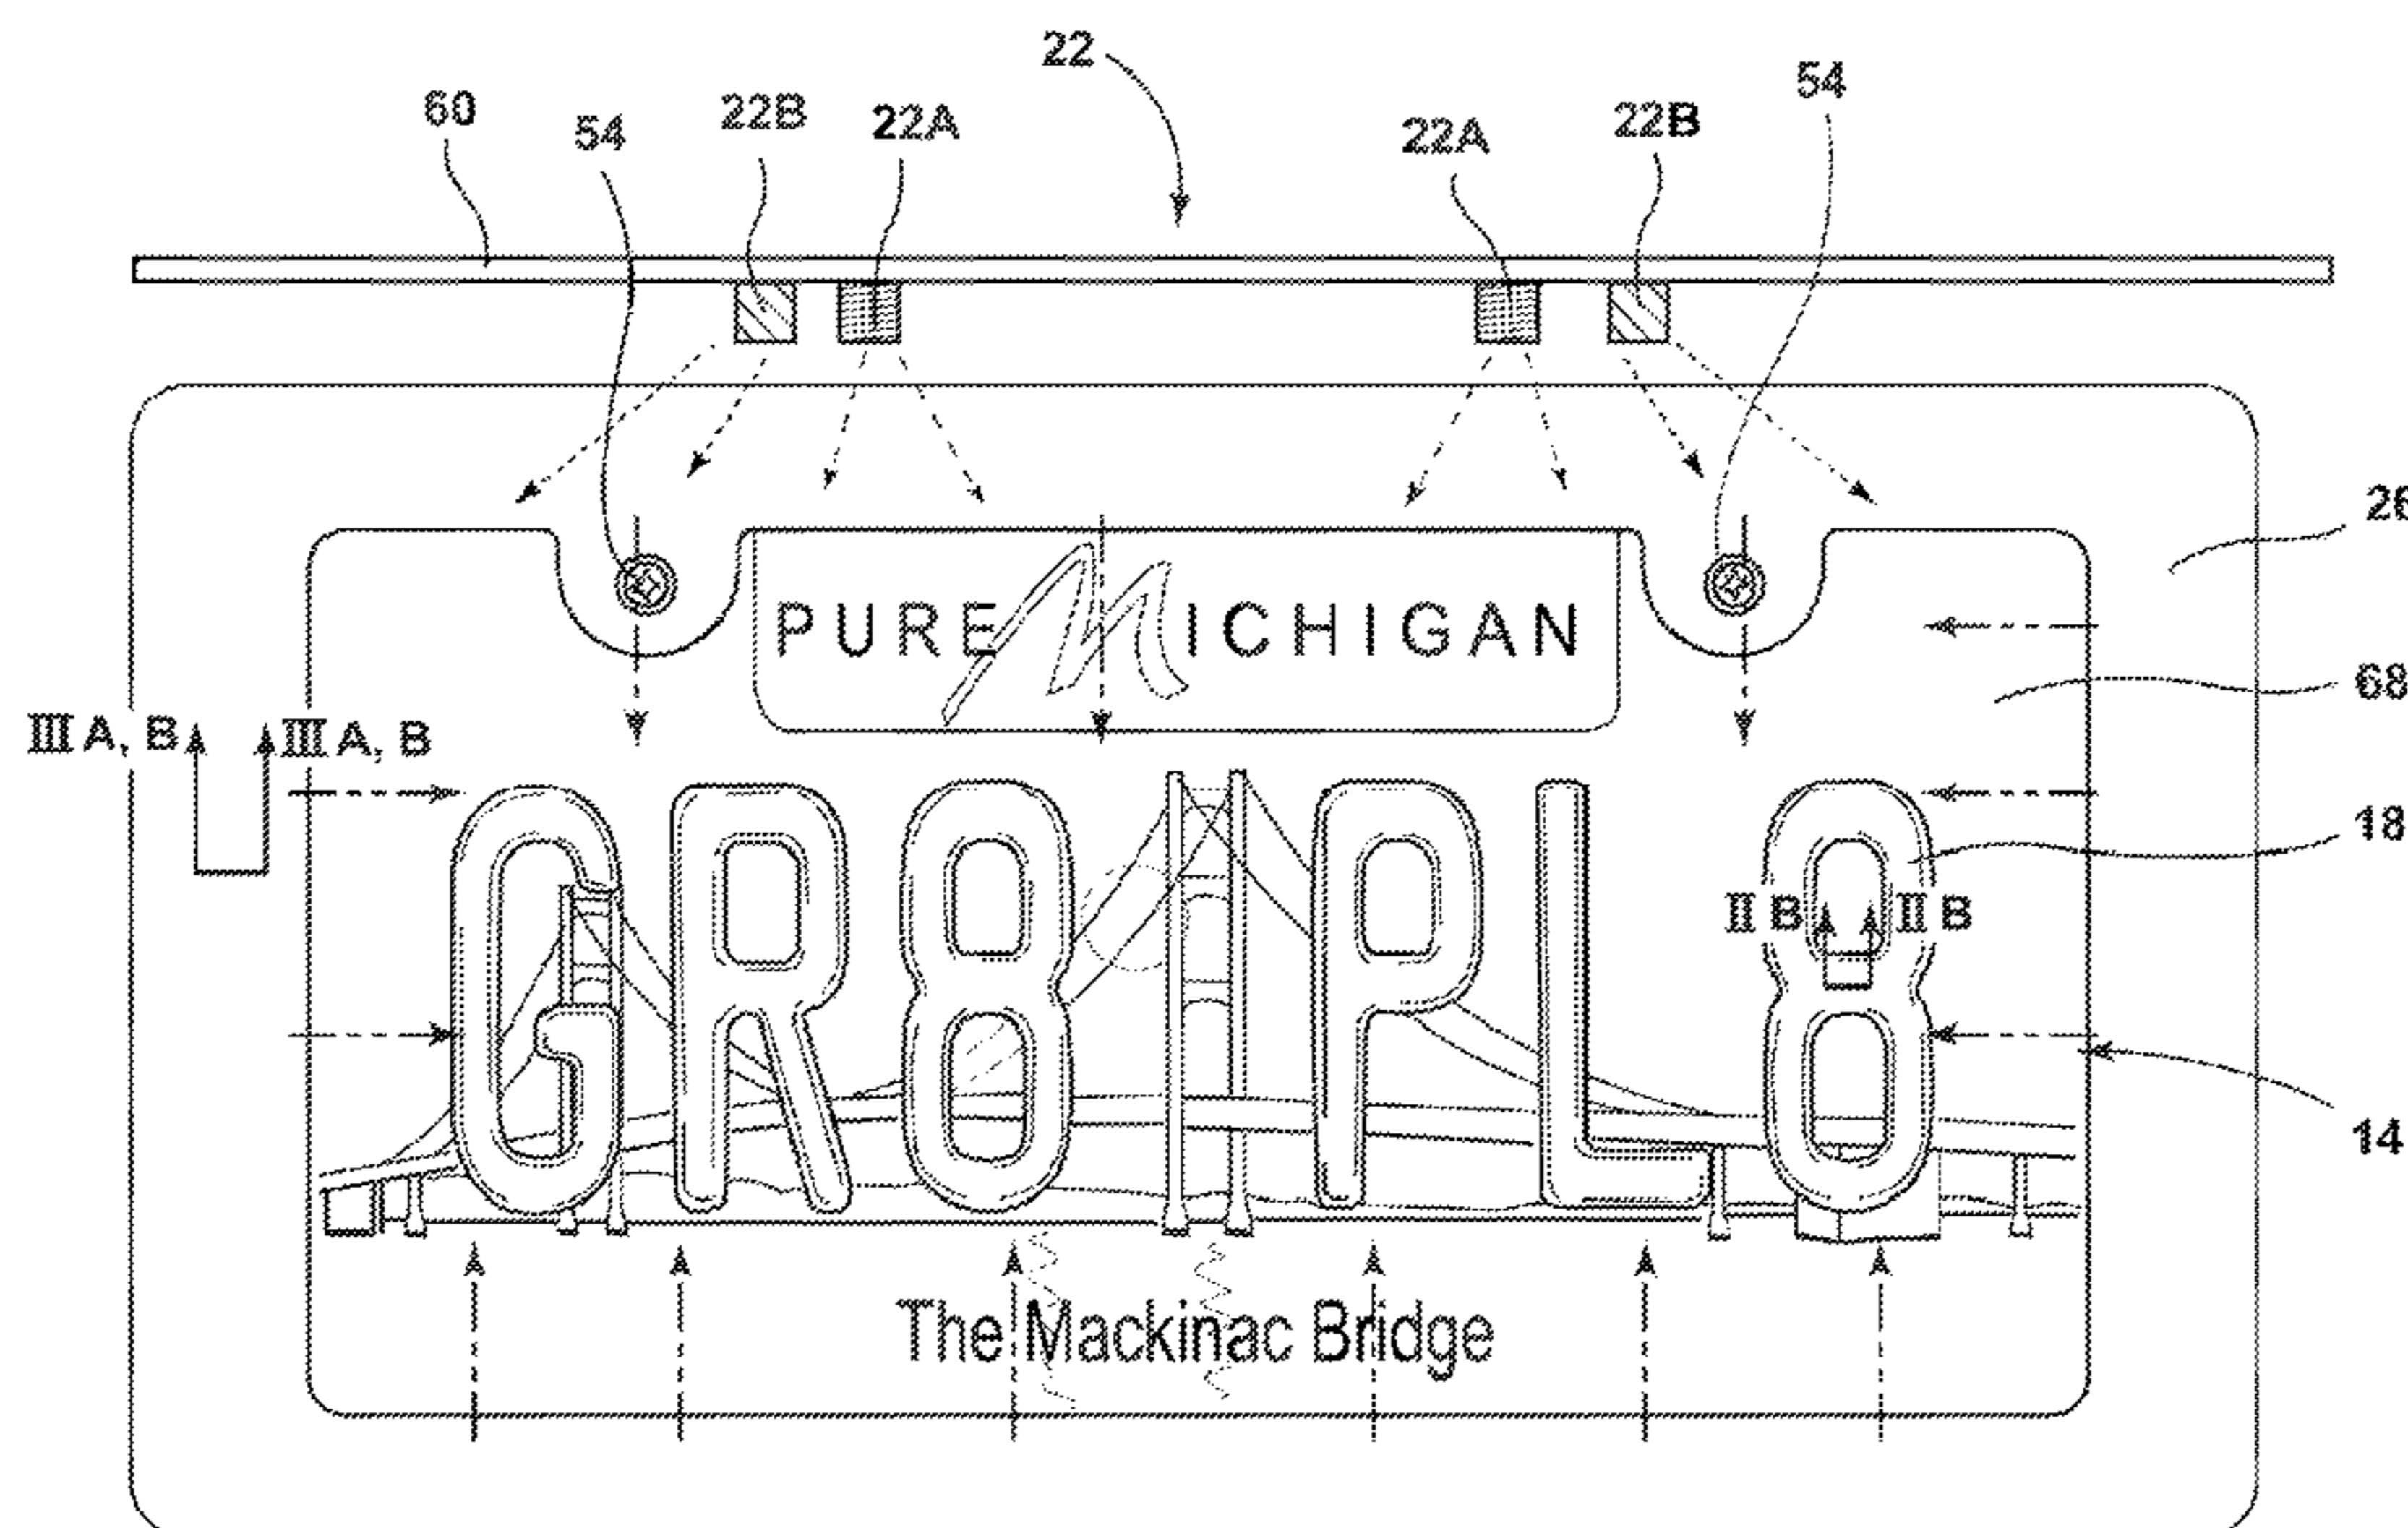 22
54
60
22B
22A
22A
22B
54
26
PURE MICHIGAN
68
III A, B
III A, B
18
GR8 PL8
II B
II B
14
The Mackinac Bridge